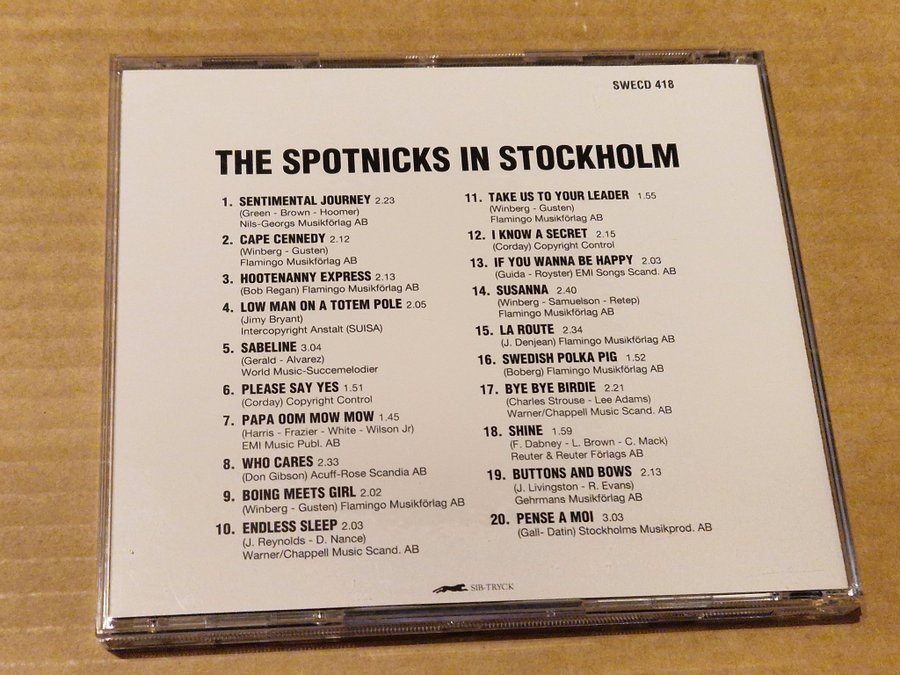 SWECD 418
THE SPOTNICKS IN STOCKHOLM
1. SENTIMENTAL JOURNEY 2.23
(Green - Brown - Hoomer)
Nils-Georgs Musikförlag AB
2. CAPE CENNEDY 2.12
(Winberg - Gusten)
Flamingo Musikförlag AB
3. HOOTENANNY EXPRESS 2.13
(Bob Regan) Flamingo Musikförlag AB
4. LOW MAN ON A TOTEM POLE 2.05
(Jimy Bryant)
Intercopyright Anstalt (SUISA)
5. SABELINE 3.04
(Gerald - Alvarez)
World Music-Succemelodier
6. PLEASE SAY YES 1.51
(Corday) Copyright Control
7. PAPA OOM MOW MOW 1.45
(Harris - Frazier - White - Wilson Jr)
EMI Music Publ. AB
8. WHO CARES 2.33
(Don Gibson) Acuff-Rose Scandia AB
9. BOING MEETS GIRL 2.02
(Winberg - Gusten) Flamingo Musikförlag AB
10. ENDLESS SLEEP 2.03
(J. Reynolds - D. Nance)
Warner/Chappell Music Scand. AB
11. TAKE US TO YOUR LEADER 1.55
(Winberg - Gusten)
Flamingo Musikförlag AB
12. I KNOW A SECRET 2.15
(Corday) Copyright Control
13. IF YOU WANNA BE HAPPY 2.03
(Guida - Royster) EMI Songs Scand. AB
14. SUSANNA 2.40
(Winberg - Samuelson - Retep)
Flamingo Musikförlag AB
15. LA ROUTE 2.34
(J. Denjean) Flamingo Musikförlag AB
16. SWEDISH POLKA PIG 1.52
(Boberg) Flamingo Musikförlag AB
17. BYE BYE BIRDIE 2.21
(Charles Strouse - Lee Adams)
Warner/Chappell Music Scand. AB
18. SHINE 1.59
(F. Dabney - L. Brown - C. Mack)
Reuter & Reuter Förlags AB
19. BUTTONS AND BOWS 2.13
(J. Livingston - R. Evans)
Gehrmans Musikförlag AB
20. PENSE A MOI 3.03
(Gall- Datin) Stockholms Musikprod. AB
SIB-TRYCK